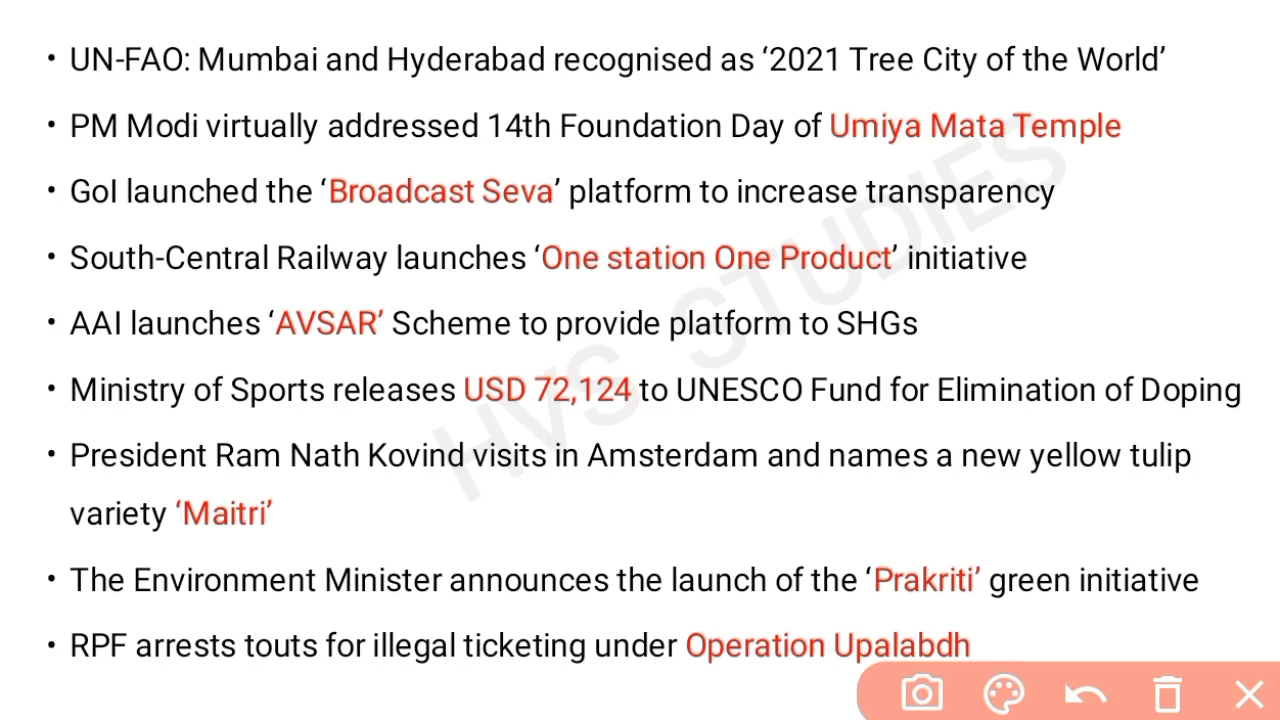 • UN-FAO: Mumbai and Hyderabad recognised as ‘2021 Tree City of the World’
• PM Modi virtually addressed 14th Foundation Day of Umiya Mata Temple
• GoI launched the ‘Broadcast Seva’ platform to increase transparency
• South-Central Railway launches ‘One station One Product’ initiative
• AAI launches ‘AVSAR’ Scheme to provide platform to SHGs
• Ministry of Sports releases USD 72,124 to UNESCO Fund for Elimination of Doping
• President Ram Nath Kovind visits in Amsterdam and names a new yellow tulip
variety ‘Maitri’
• The Environment Minister announces the launch of the ‘Prakriti’ green initiative
• RPF arrests touts for illegal ticketing under Operation Upalabdh
HVS STUDIES